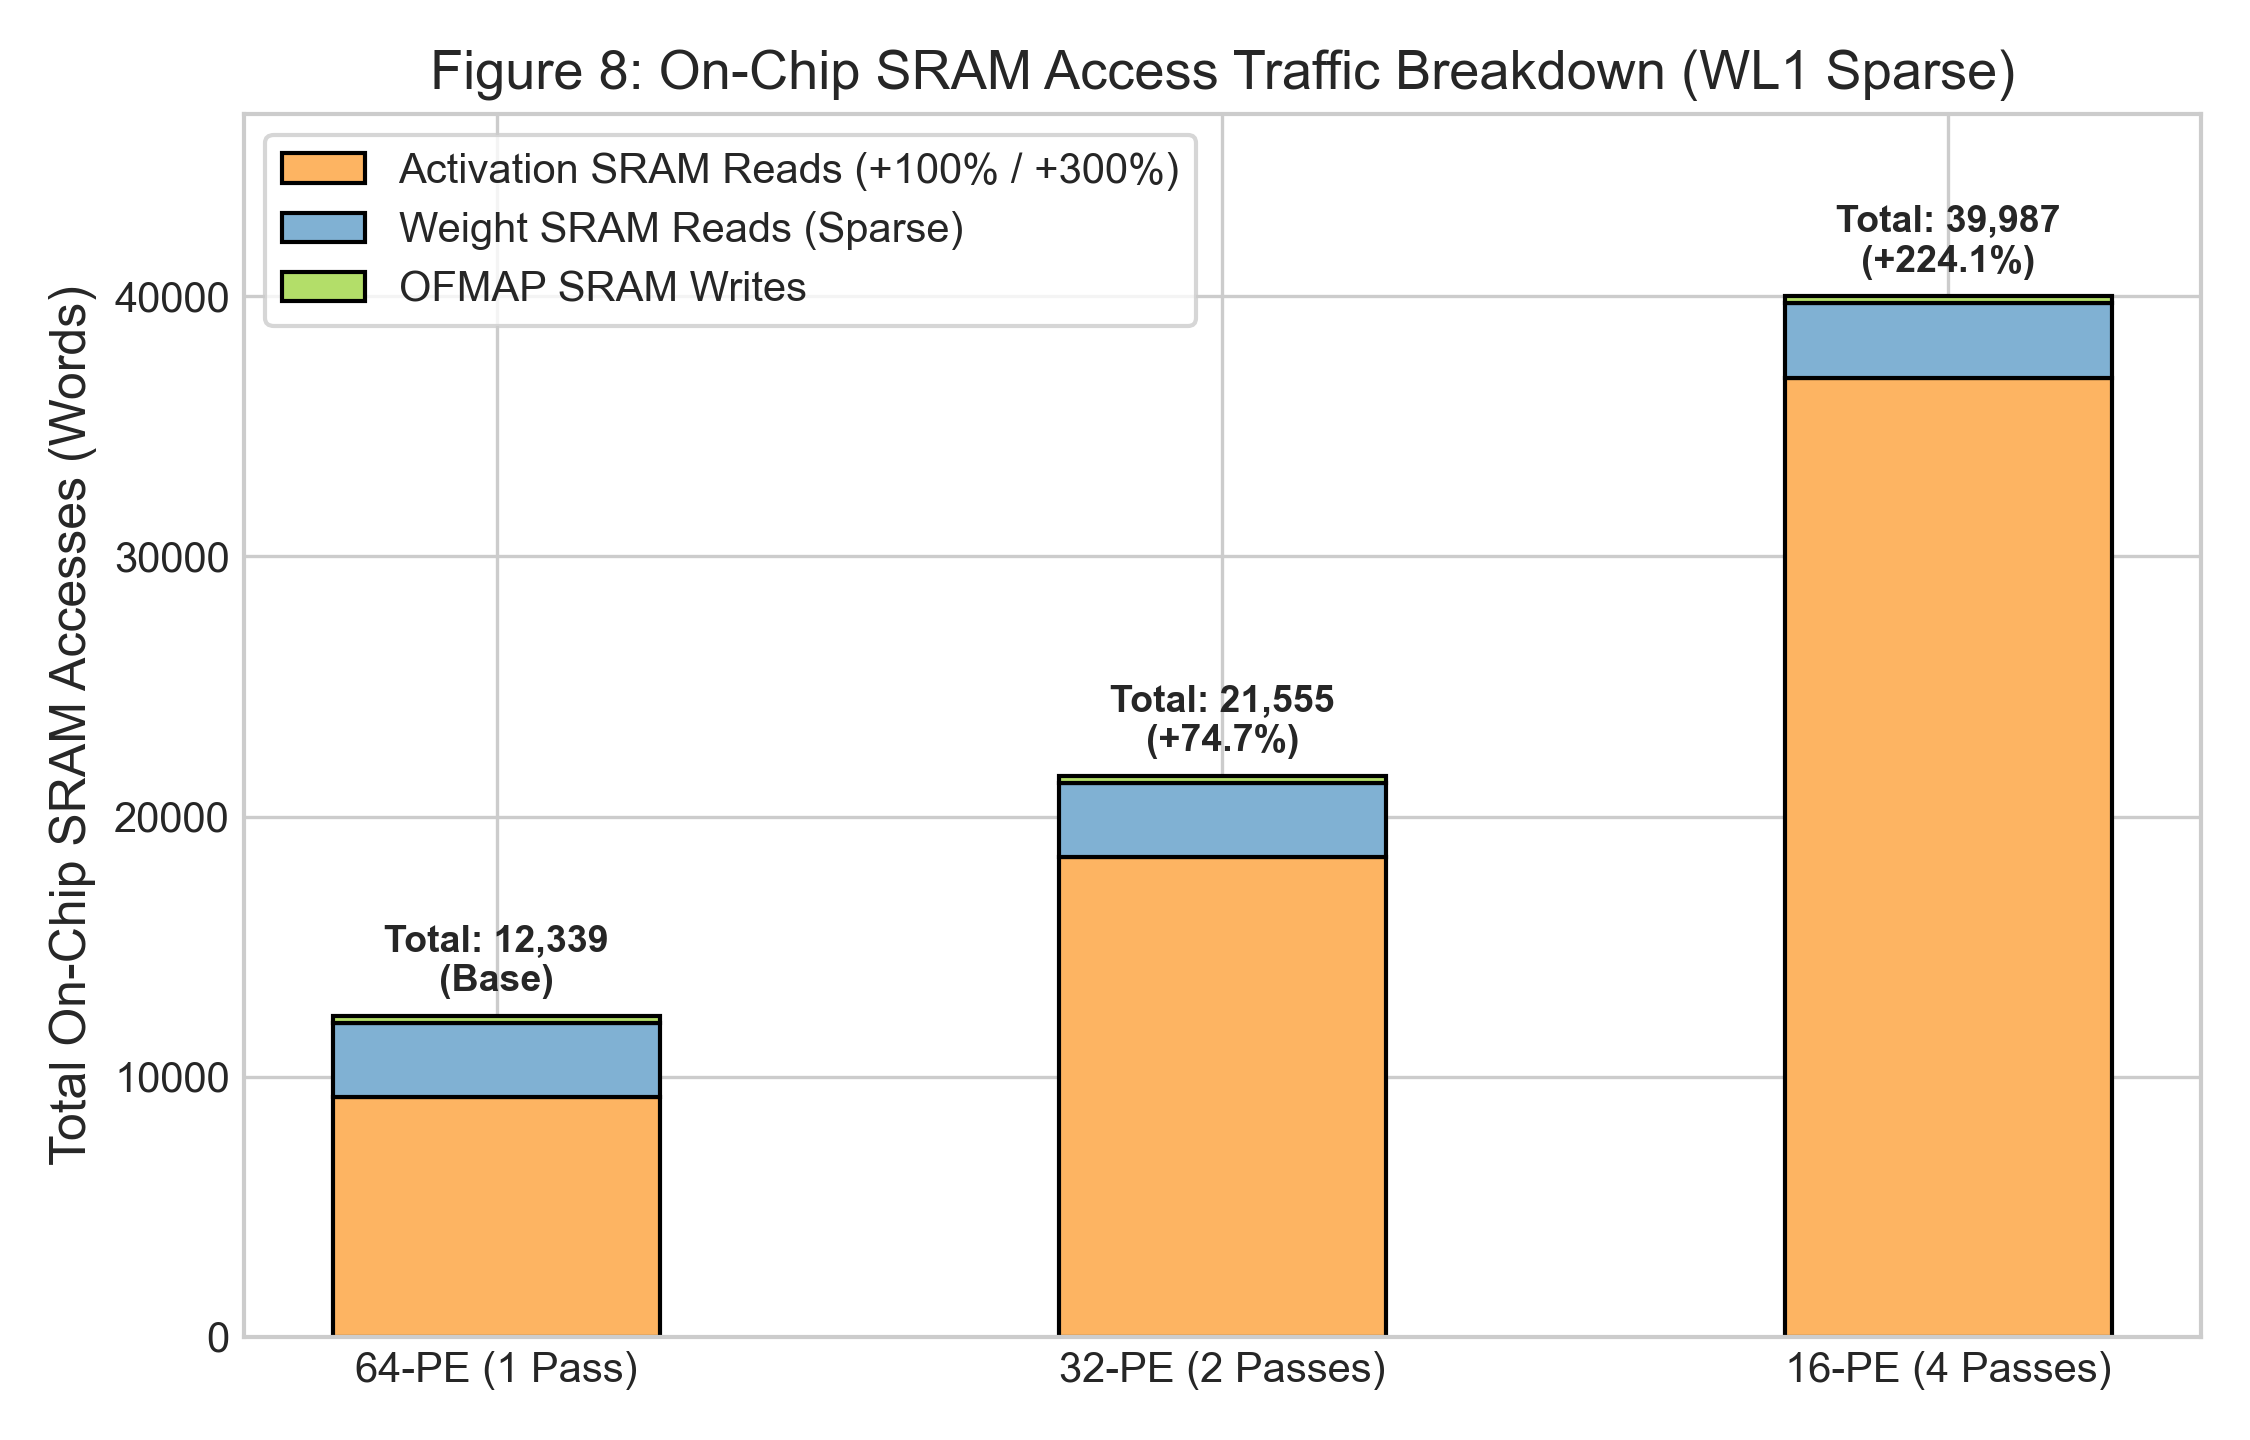 Figure 8: On-Chip SRAM Access Traffic Breakdown (WL1 Sparse)
Activation SRAM Reads (+100% / +300%)
Weight SRAM Reads (Sparse)
OFMAP SRAM Writes
Total On-Chip SRAM Accesses (Words)
40000
30000
20000
10000
0
Total: 12,339
(Base)
Total: 21,555
(+74.7%)
Total: 39,987
(+224.1%)
64-PE (1 Pass)
32-PE (2 Passes)
16-PE (4 Passes)